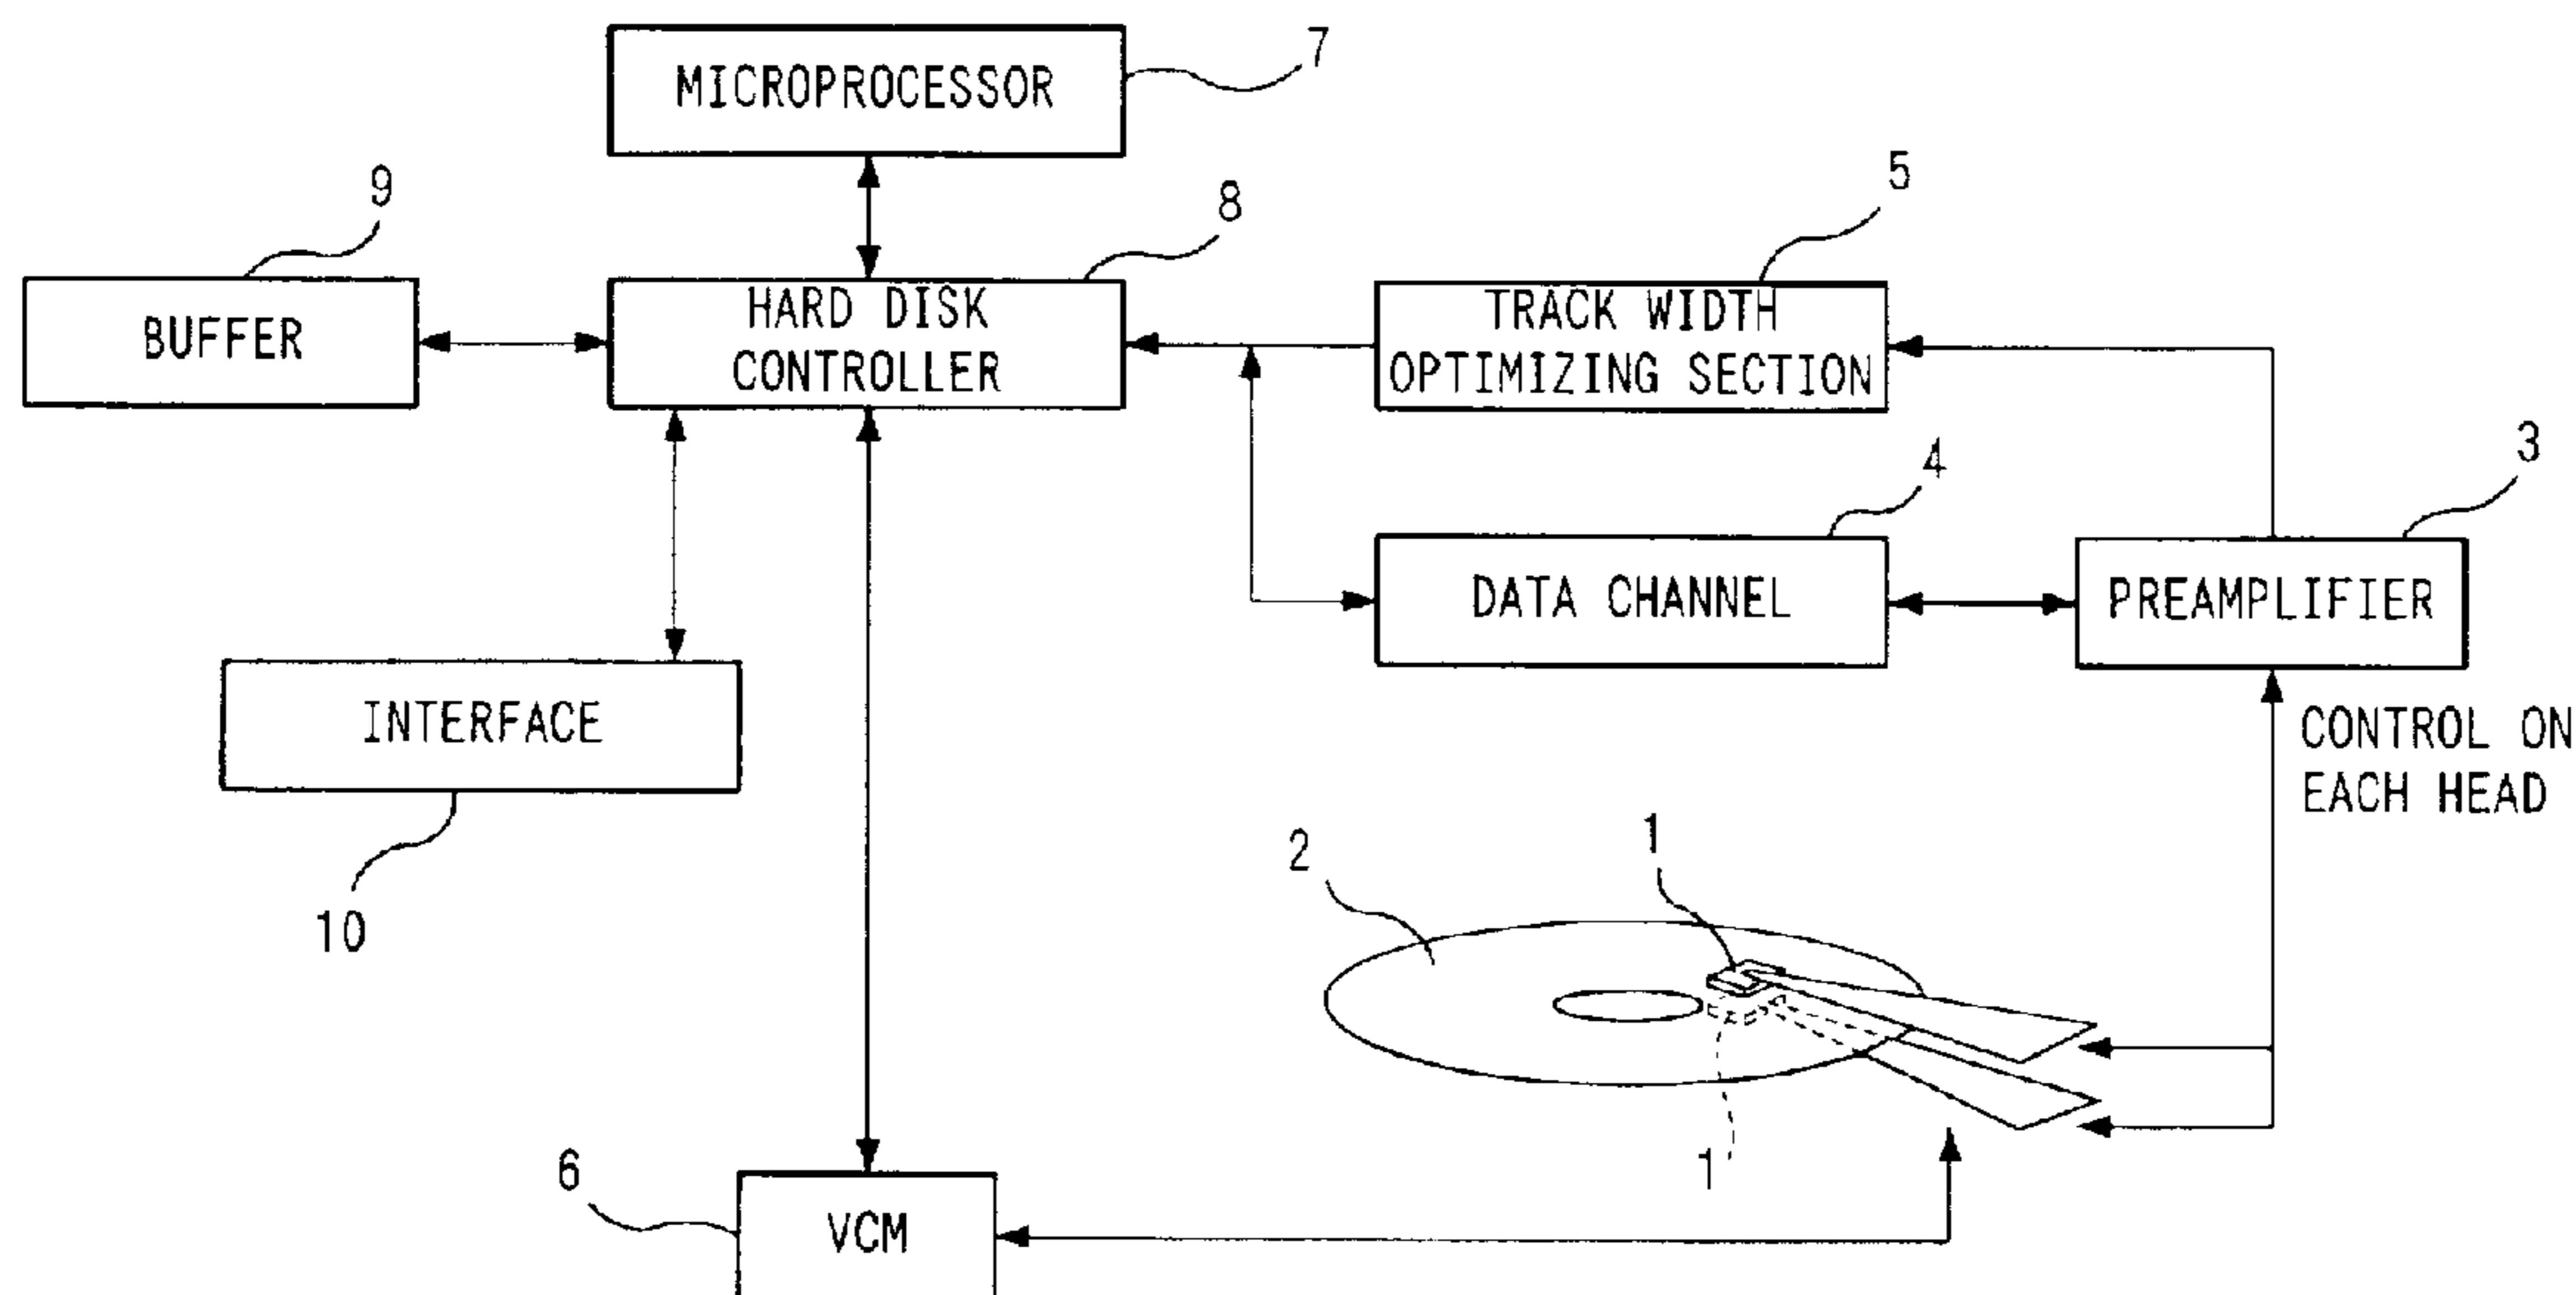 MICROPROCESSOR
7
9
8
5
BUFFER
HARD DISK
CONTROLLER
TRACK WIDTH
OPTIMIZING SECTION
4
3
DATA CHANNEL
PREAMPLIFIER
INTERFACE
10
CONTROL ON
EACH HEAD
2
1
1
6
VCM